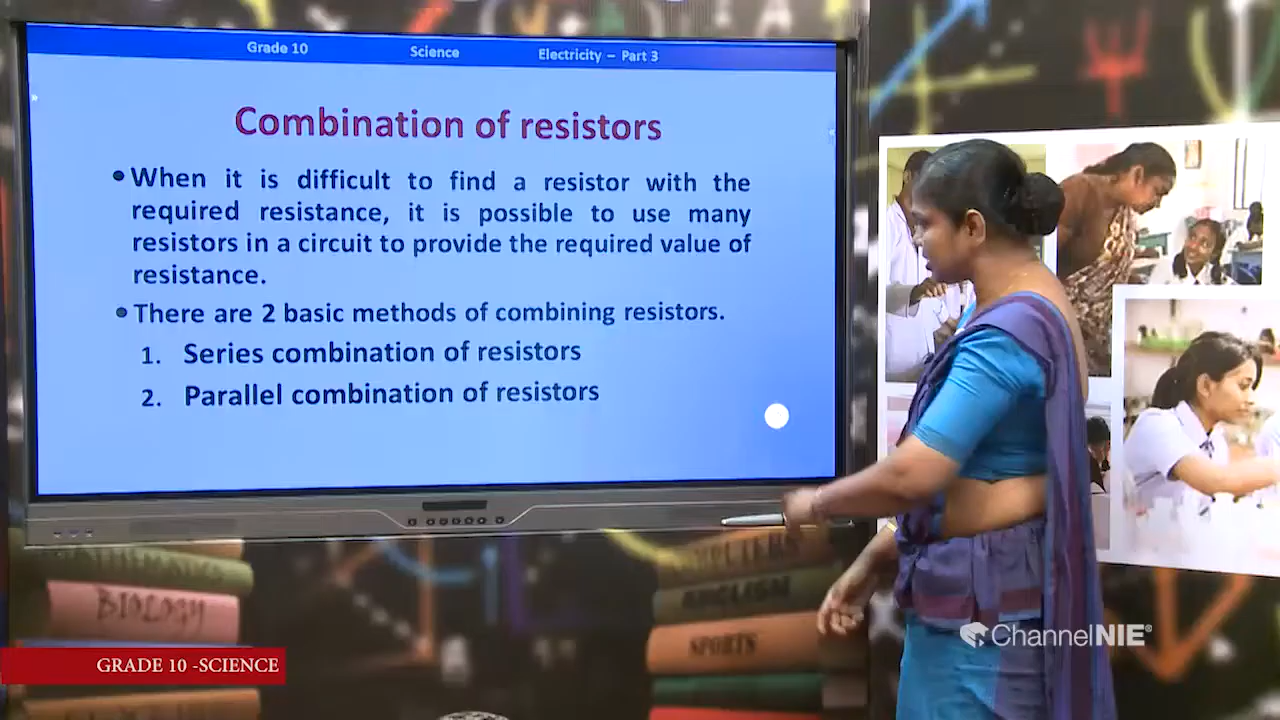 Grade 10 Science Electricity – Part 3
Combination of resistors
• When it is difficult to find a resistor with the
required resistance, it is possible to use many
resistors in a circuit to provide the required value of
resistance.
• There are 2 basic methods of combining resistors.
1. Series combination of resistors
2. Parallel combination of resistors
MATHEMATICS
BIOLOGY
ENGLISH
SPORTS
GRADE 10 -SCIENCE
ChannelNIE®